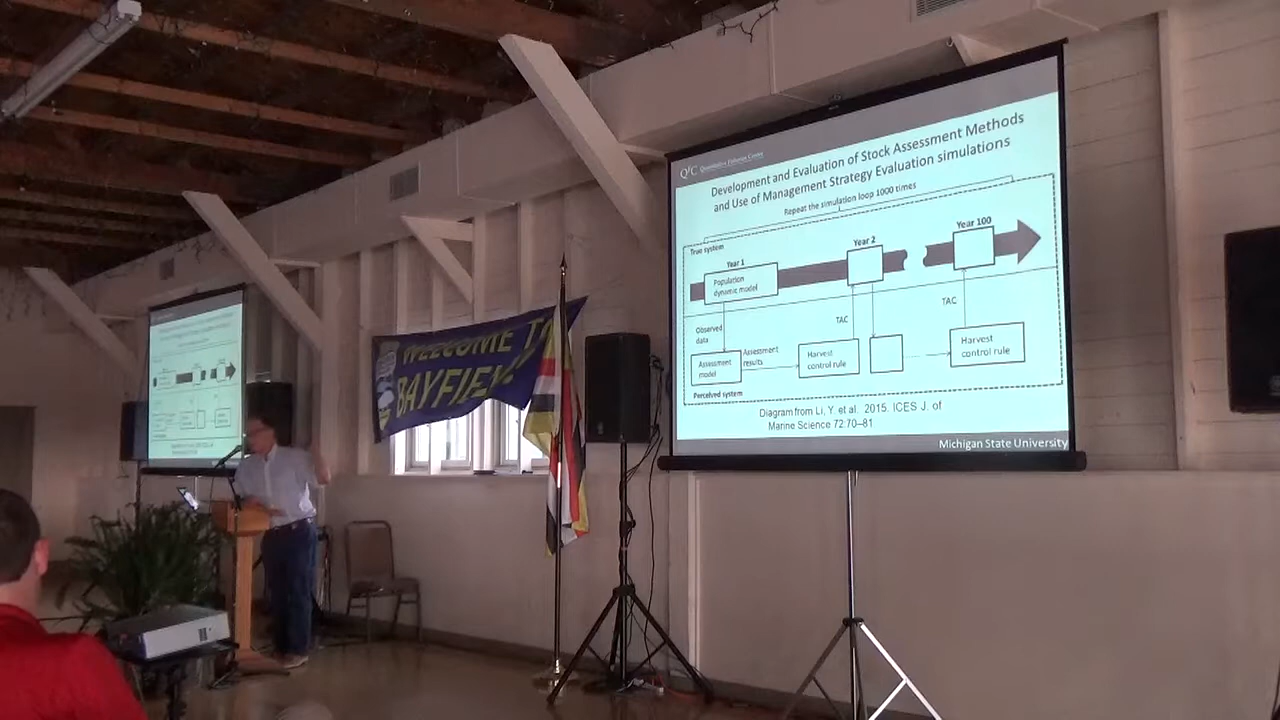 QFC Quantitative Fisheries Center
Development and Evaluation of Stock Assessment Methods
and Use of Management Strategy Evaluation simulations
Repeat the simulation loop 1000 times
True system
Year 1
Year 2
Year 100
Population
dynamic model
Observed
data
TAC
TAC
Assessment
model
Assessment
results
Harvest
control rule
Harvest
control rule
Perceived system
Diagram from Li, Y. et al. 2015. ICES J. of
Marine Science 72:70–81
Michigan State University
WELCOME TO
BAYFIEL